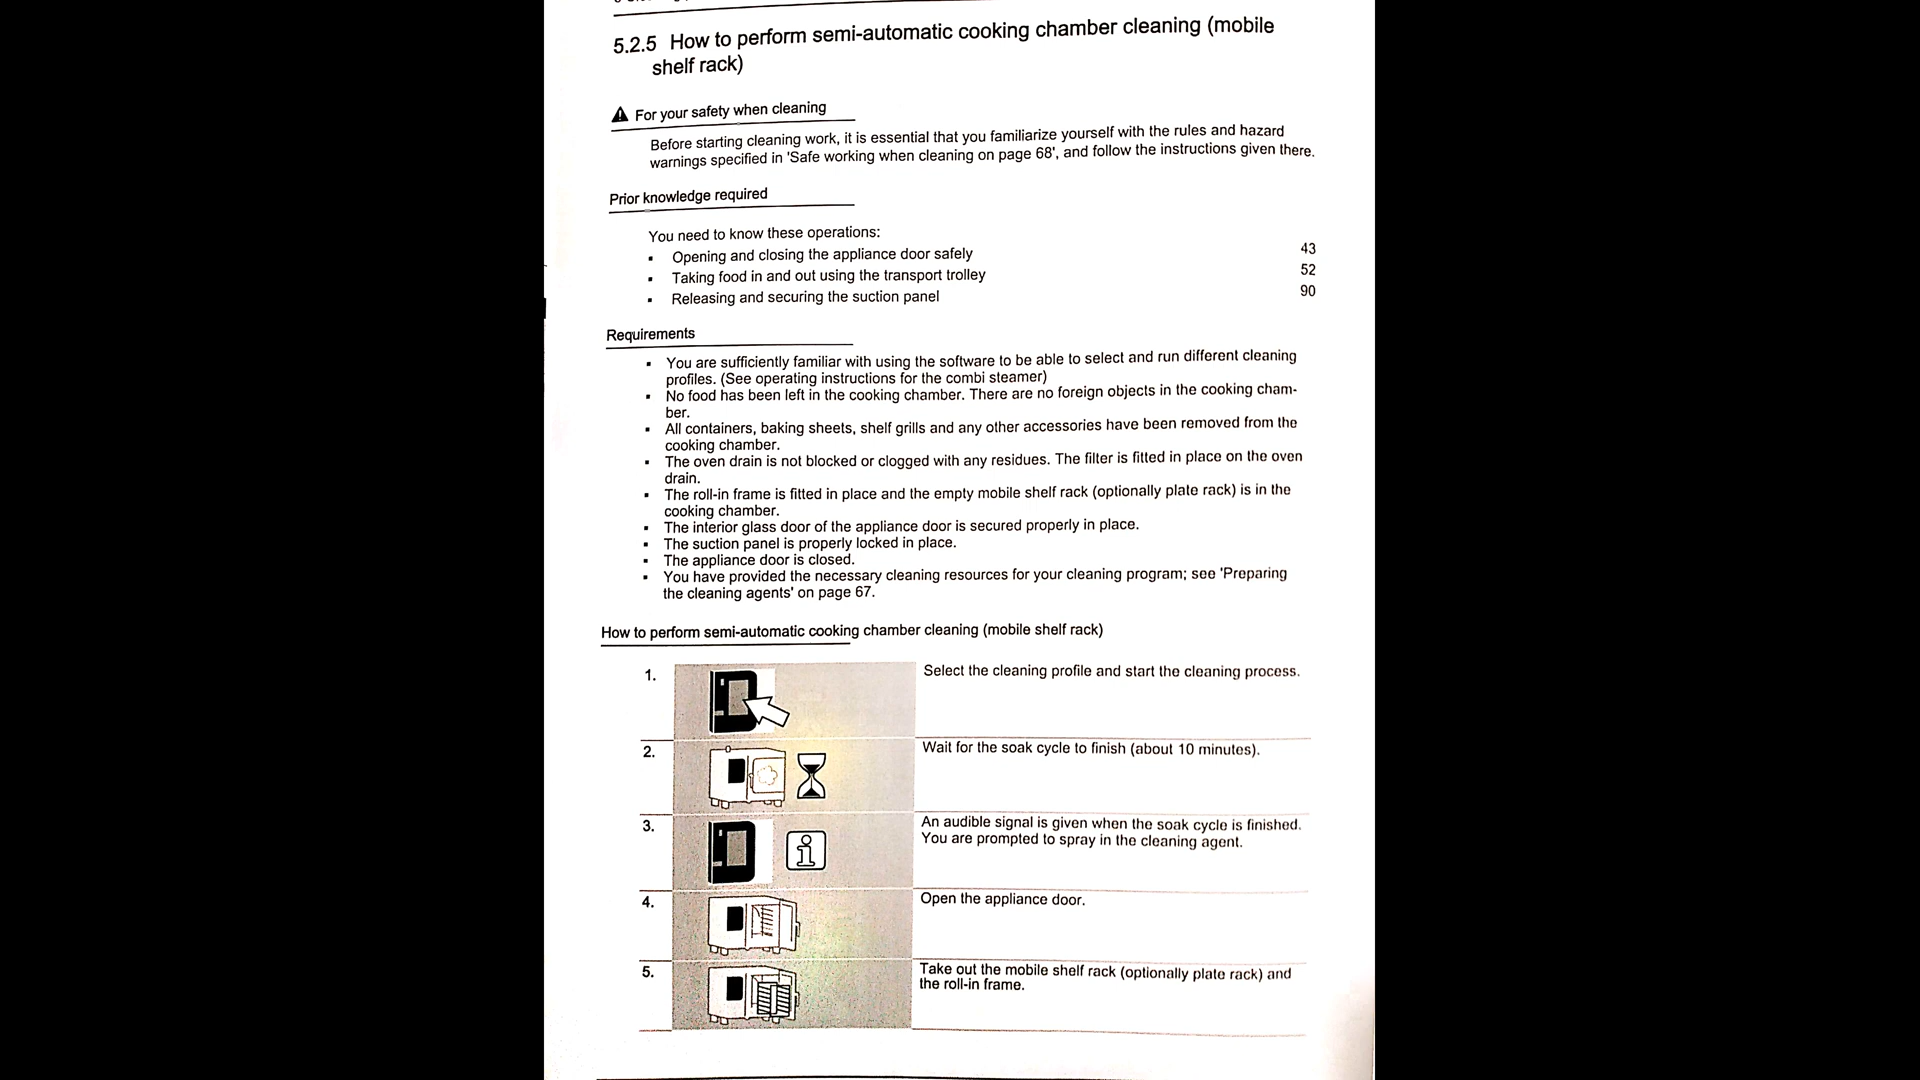 5.2.5 How to perform semi-automatic cooking chamber cleaning (mobile
shelf rack)
For your safety when cleaning
Before starting cleaning work, it is essential that you familiarize yourself with the rules and hazard
warnings specified in 'Safe working when cleaning on page 68', and follow the instructions given there.
Prior knowledge required
You need to know these operations:
▪ Opening and closing the appliance door safely 43
▪ Taking food in and out using the transport trolley 52
▪ Releasing and securing the suction panel 90
Requirements
▪ You are sufficiently familiar with using the software to be able to select and run different cleaning
profiles. (See operating instructions for the combi steamer)
▪ No food has been left in the cooking chamber. There are no foreign objects in the cooking cham-
ber.
▪ All containers, baking sheets, shelf grills and any other accessories have been removed from the
cooking chamber.
▪ The oven drain is not blocked or clogged with any residues. The filter is fitted in place on the oven
drain.
▪ The roll-in frame is fitted in place and the empty mobile shelf rack (optionally plate rack) is in the
cooking chamber.
▪ The interior glass door of the appliance door is secured properly in place.
▪ The suction panel is properly locked in place.
▪ The appliance door is closed.
▪ You have provided the necessary cleaning resources for your cleaning program; see 'Preparing
the cleaning agents' on page 67.
How to perform semi-automatic cooking chamber cleaning (mobile shelf rack)
1. Select the cleaning profile and start the cleaning process.
2. Wait for the soak cycle to finish (about 10 minutes).
3. An audible signal is given when the soak cycle is finished.
You are prompted to spray in the cleaning agent.
4. Open the appliance door.
5. Take out the mobile shelf rack (optionally plate rack) and
the roll-in frame.